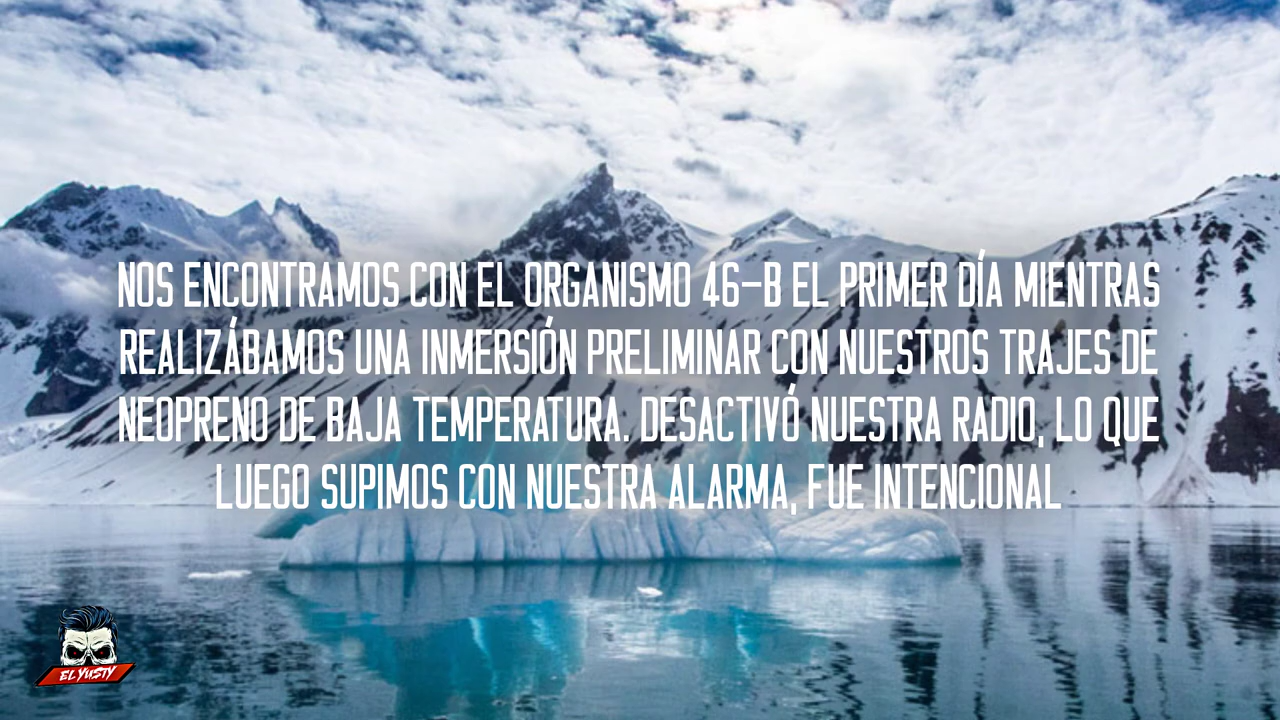 NOS ENCONTRAMOS CON EL ORGANISMO 46-B EL PRIMER DÍA MIENTRAS
REALIZÁBAMOS UNA INMERSIÓN PRELIMINAR CON NUESTROS TRAJES DE
NEOPRENO DE BAJA TEMPERATURA. DESACTIVÓ NUESTRA RADIO, LO QUE
LUEGO SUPIMOS CON NUESTRA ALARMA, FUE INTENCIONAL
EL YUSTY